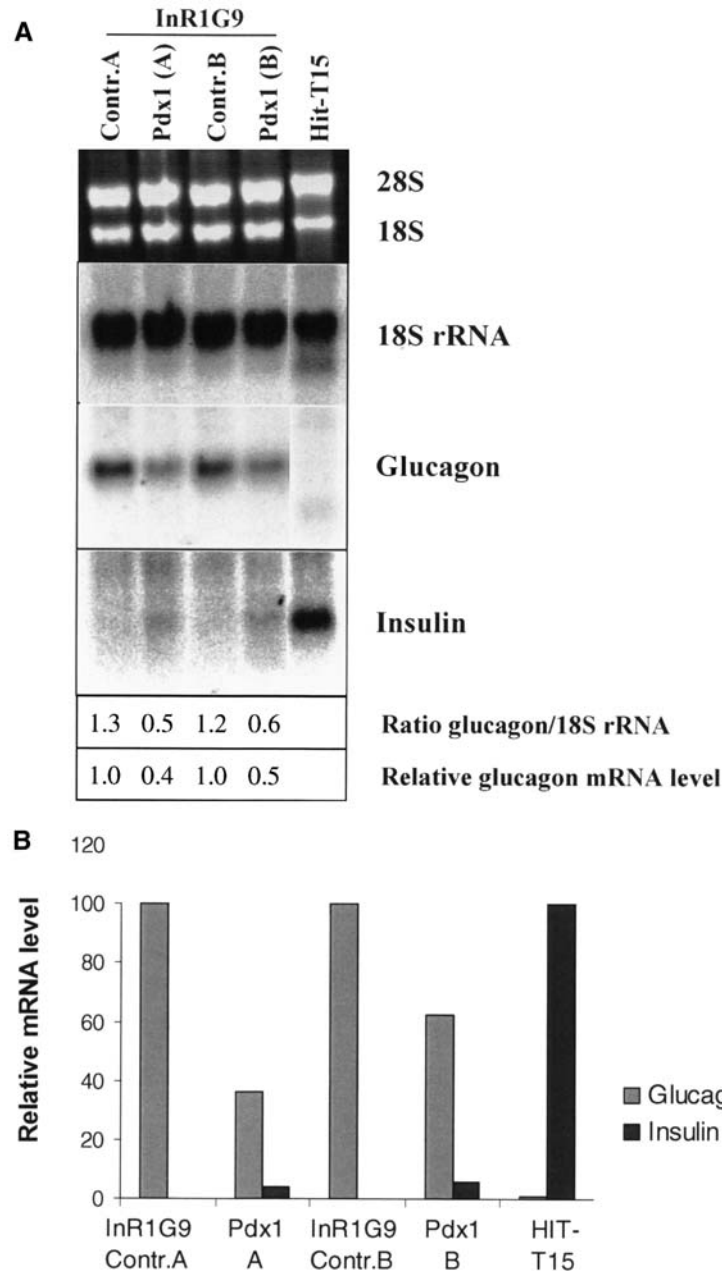 A
InR1G9
Contr.A
Pdx1 (A)
Contr.B
Pdx1 (B)
Hit-T15
28S
18S
18S rRNA
Glucagon
Insulin
1.3 0.5 1.2 0.6 Ratio glucagon/18S rRNA
1.0 0.4 1.0 0.5 Relative glucagon mRNA level
B
Relative mRNA level
120
100
80
60
40
20
0
Glucag
Insulin
InR1G9 Pdx1 InR1G9 Pdx1 HIT-
Contr.A A Contr.B B T15